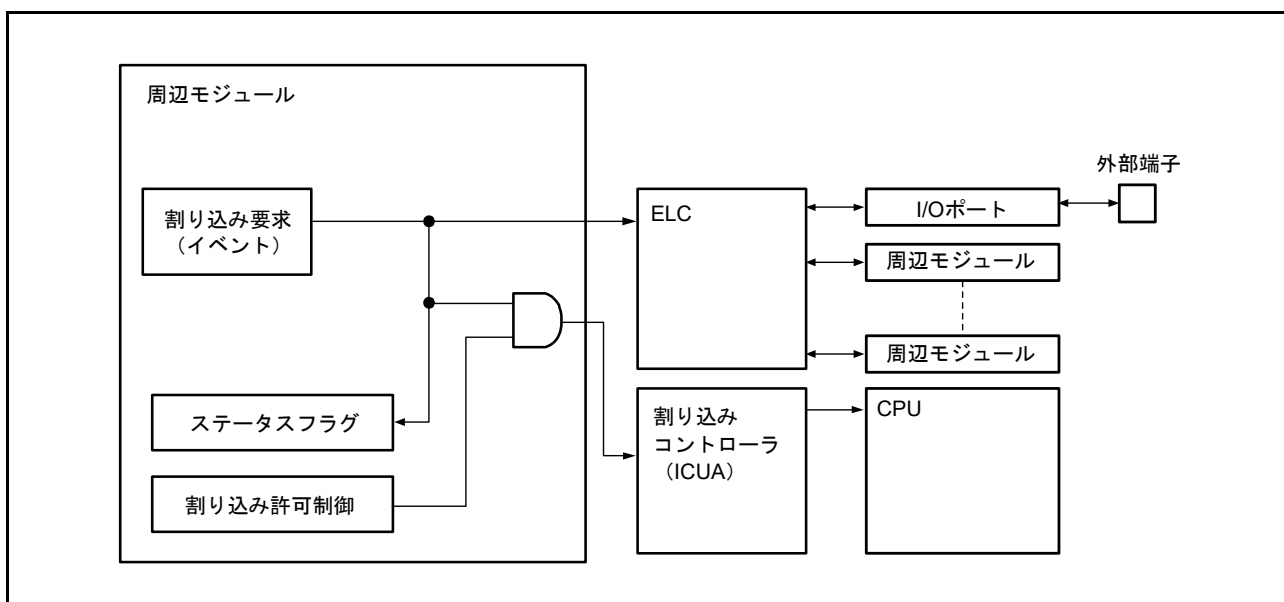 周辺モジュール
割り込み要求
（イベント）
ステータスフラグ
割り込み許可制御
ELC
割り込み
コントローラ
（ICUA）
I/Oポート
外部端子
周辺モジュール
周辺モジュール
CPU